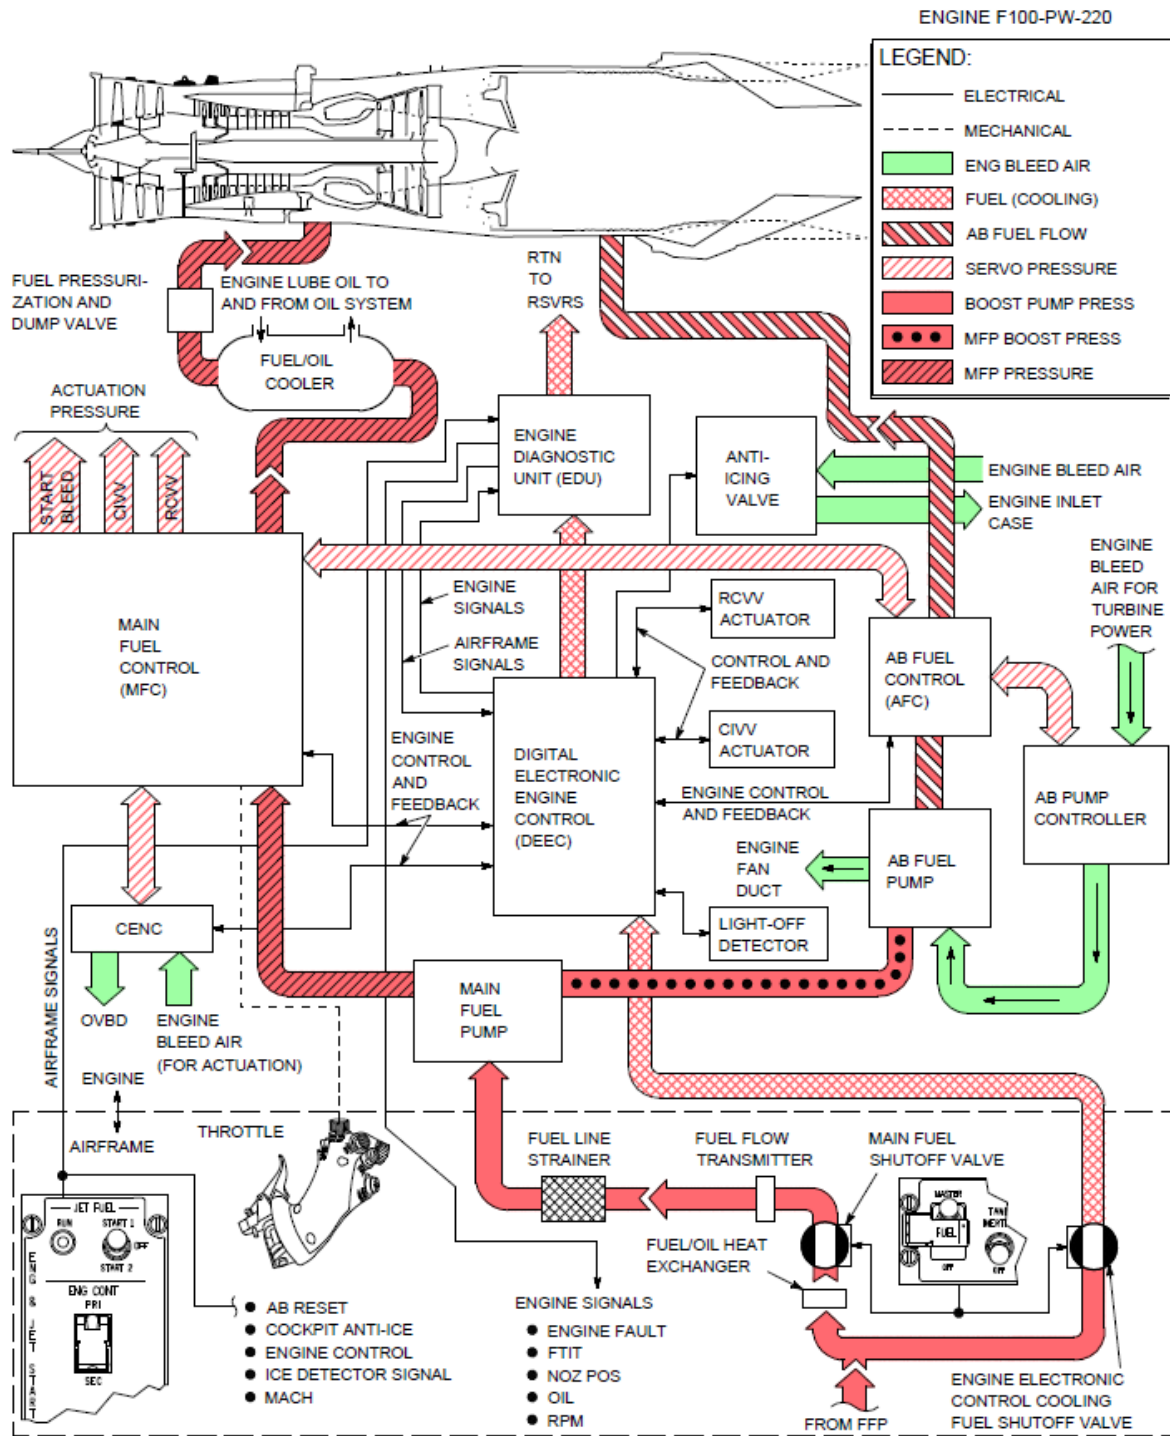 ENGINE F100-PW-220
LEGEND:
ELECTRICAL
MECHANICAL
ENG BLEED AIR
FUEL (COOLING)
AB FUEL FLOW
SERVO PRESSURE
BOOST PUMP PRESS
MFP BOOST PRESS
MFP PRESSURE
FUEL PRESSURI-
ZATION AND
DUMP VALVE
ENGINE LUBE OIL TO
AND FROM OIL SYSTEM
FUEL/OIL
COOLER
RTN
TO
RSVRS
ACTUATION
PRESSURE
START
BLEED
CIVV
RCVV
ENGINE
DIAGNOSTIC
UNIT (EDU)
ANTI-
ICING
VALVE
ENGINE BLEED AIR
ENGINE INLET
CASE
ENGINE
BLEED
AIR FOR
TURBINE
POWER
MAIN
FUEL
CONTROL
(MFC)
ENGINE
SIGNALS
AIRFRAME
SIGNALS
RCVV
ACTUATOR
CONTROL AND
FEEDBACK
CIVV
ACTUATOR
AB FUEL
CONTROL
(AFC)
ENGINE
CONTROL
AND
FEEDBACK
DIGITAL
ELECTRONIC
ENGINE
CONTROL
(DEEC)
ENGINE CONTROL
AND FEEDBACK
AB PUMP
CONTROLLER
ENGINE
FAN
DUCT
AB FUEL
PUMP
LIGHT-OFF
DETECTOR
CENC
OVBD
ENGINE
BLEED AIR
(FOR ACTUATION)
AIRFRAME SIGNALS
MAIN
FUEL
PUMP
ENGINE
AIRFRAME
THROTTLE
FUEL LINE
STRAINER
FUEL FLOW
TRANSMITTER
MAIN FUEL
SHUTOFF VALVE
JET FUEL
RUN
START 1
OFF
START 2
ENG CONT
PRI
SEC
ENG & JET START
MASTER
FUEL
OFF
TANK
INERTI
OFF
FUEL/OIL HEAT
EXCHANGER
● AB RESET
● COCKPIT ANTI-ICE
● ENGINE CONTROL
● ICE DETECTOR SIGNAL
● MACH
ENGINE SIGNALS
● ENGINE FAULT
● FTIT
● NOZ POS
● OIL
● RPM
FROM FFP
ENGINE ELECTRONIC
CONTROL COOLING
FUEL SHUTOFF VALVE